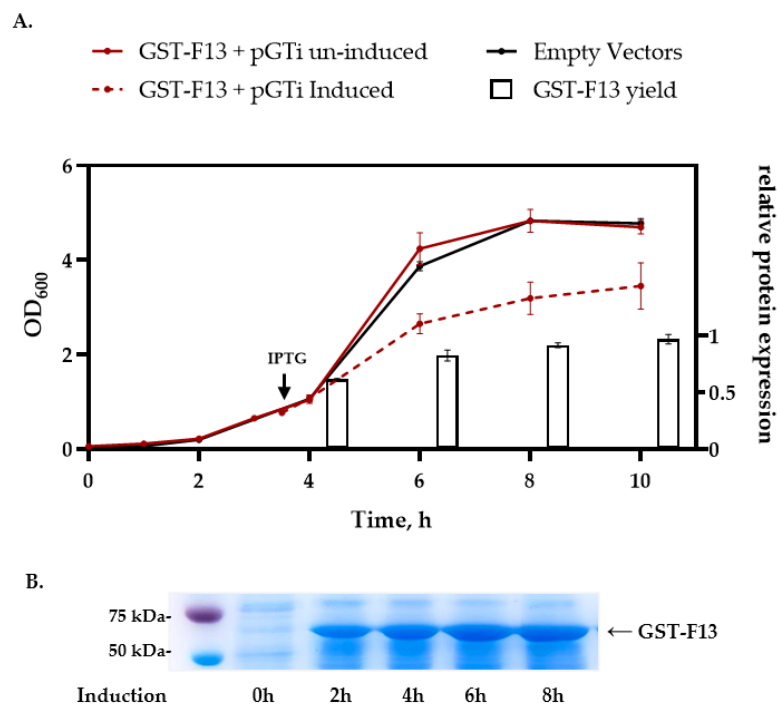 A.
GST-F13 + pGTi un-induced
Empty Vectors
GST-F13 + pGTi Induced
GST-F13 yield
6
4
2
0
OD600
IPTG
1
0.5
0
relative protein expression
0 2 4 6 8 10
Time, h
B.
75 kDa-
50 kDa-
← GST-F13
Induction 0h 2h 4h 6h 8h